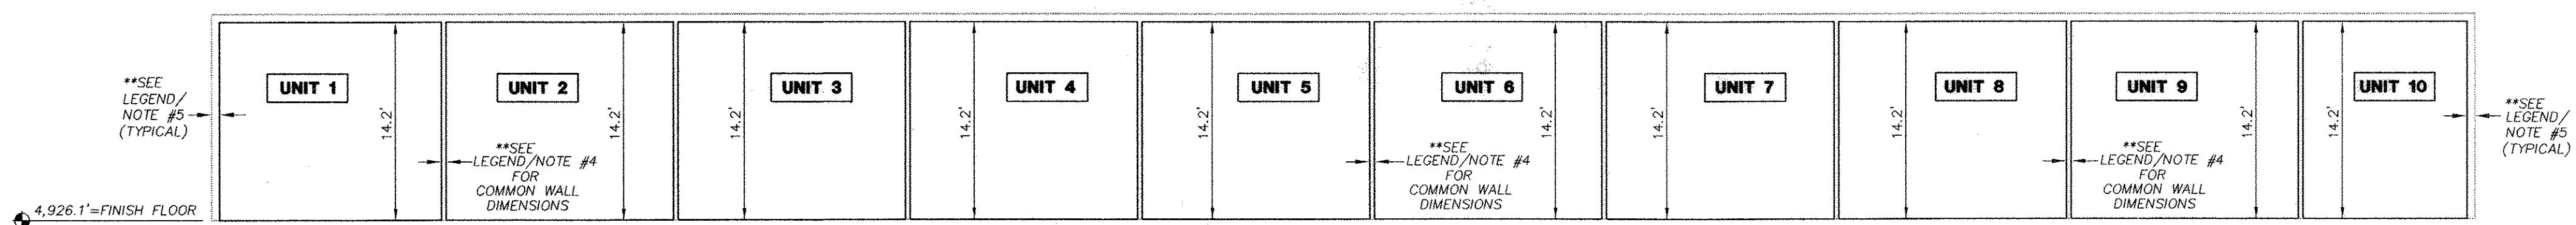 **SEE
LEGEND/
NOTE #5
(TYPICAL)
4,926.1'=FINISH FLOOR
UNIT 1
14.2'
UNIT 2
14.2'
**SEE
LEGEND/NOTE #4
FOR
COMMON WALL
DIMENSIONS
UNIT 3
14.2'
UNIT 4
14.2'
UNIT 5
14.2'
UNIT 6
14.2'
**SEE
LEGEND/NOTE #4
FOR
COMMON WALL
DIMENSIONS
UNIT 7
14.2'
UNIT 8
14.2'
UNIT 9
14.2'
**SEE
LEGEND/NOTE #4
FOR
COMMON WALL
DIMENSIONS
UNIT 10
14.2'
**SEE
LEGEND/
NOTE #5
(TYPICAL)